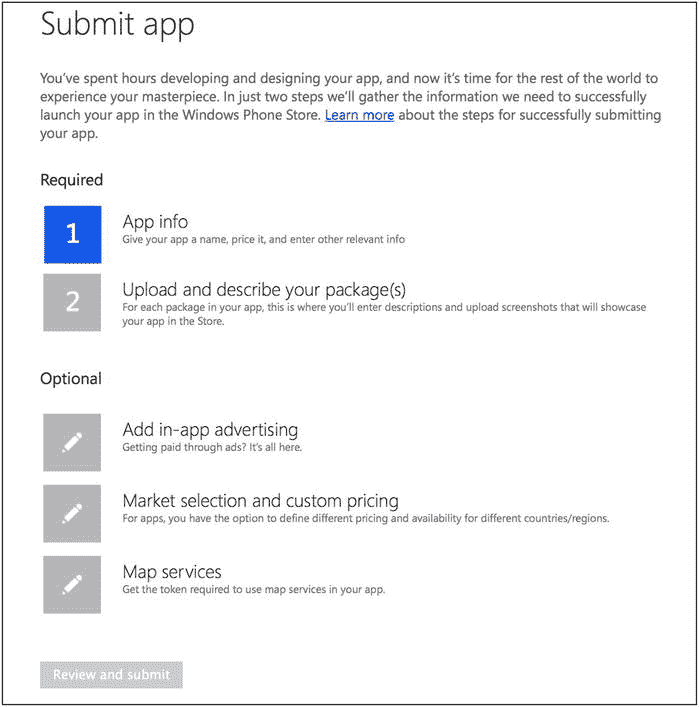 Submit app
You've spent hours developing and designing your app, and now it's time for the rest of the world to
experience your masterpiece. In just two steps we'll gather the information we need to successfully
launch your app in the Windows Phone Store. Learn more about the steps for successfully submitting
your app.
Required
1
App info
Give your app a name, price it, and enter other relevant info
2
Upload and describe your package(s)
For each package in your app, this is where you'll enter descriptions and upload screenshots that will showcase
your app in the Store.
Optional
Add in-app advertising
Getting paid through ads? It's all here.
Market selection and custom pricing
For apps, you have the option to define different pricing and availability for different countries/regions.
Map services
Get the token required to use map services in your app.
Review and submit